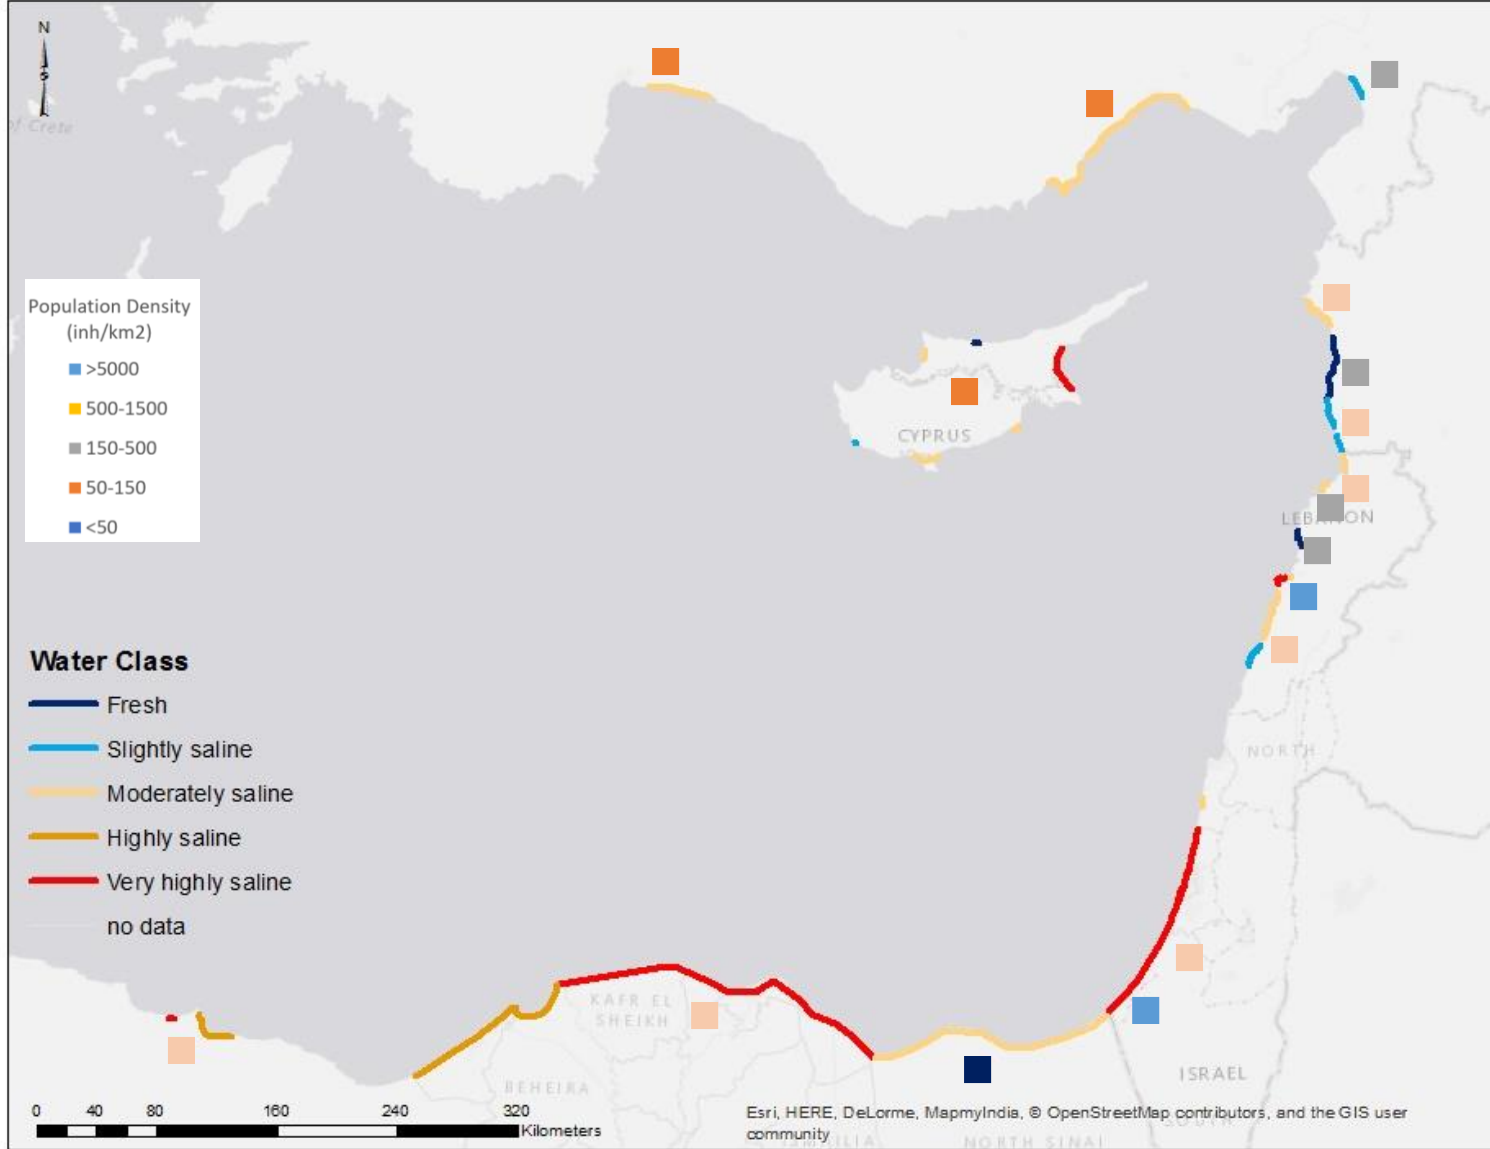 N
S
of Crete
Population Density
(inh/km2)
>5000
500-1500
150-500
50-150
<50
CYPRUS
LEBANON
Water Class
Fresh
Slightly saline
Moderately saline
Highly saline
Very highly saline
no data
NORTH
KAFR EL
SHEIKH
BEHEIRA
ISRAEL
0 40 80 160 240 320
Kilometers
Esri, HERE, DeLorme, MapmyIndia, © OpenStreetMap contributors, and the GIS user
community
SOUTH
ISMAILIA
NORTH SINAI